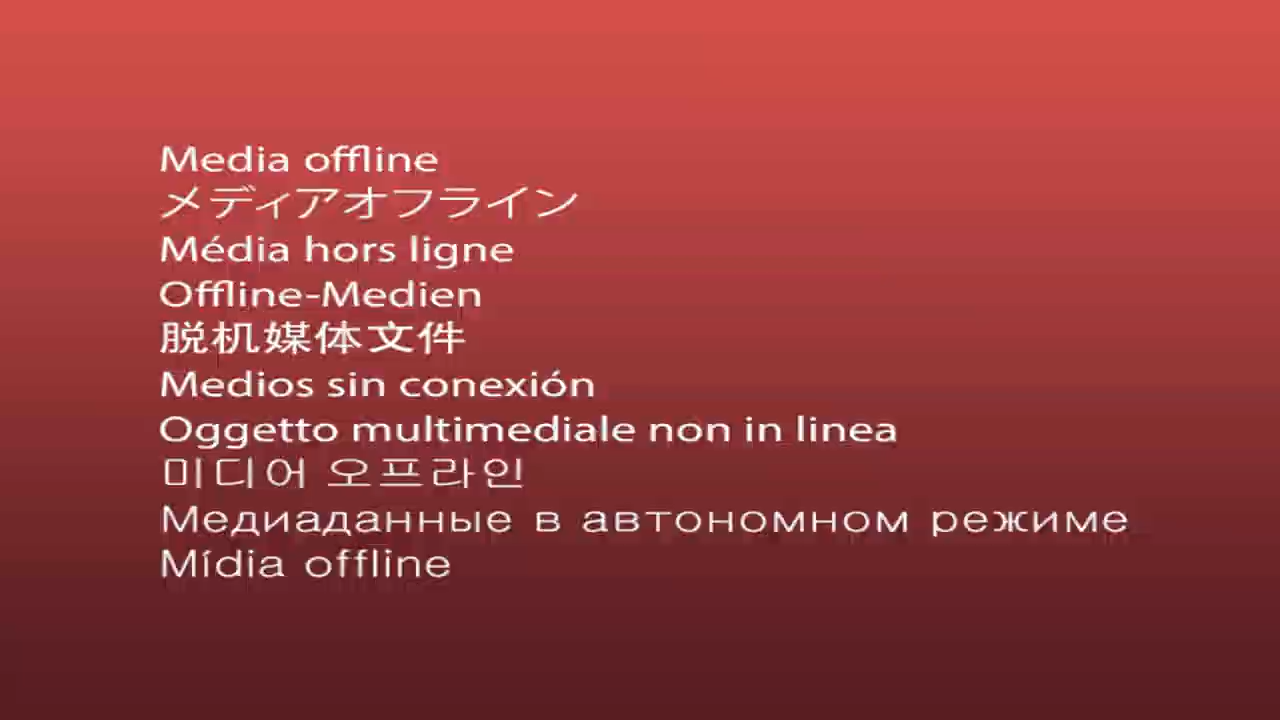 Media offline
メディアオフライン
Média hors ligne
Offline-Medien
脱机媒体文件
Medios sin conexión
Oggetto multimediale non in linea
미디어 오프라인
Медиаданные в автономном режиме
Mídia offline